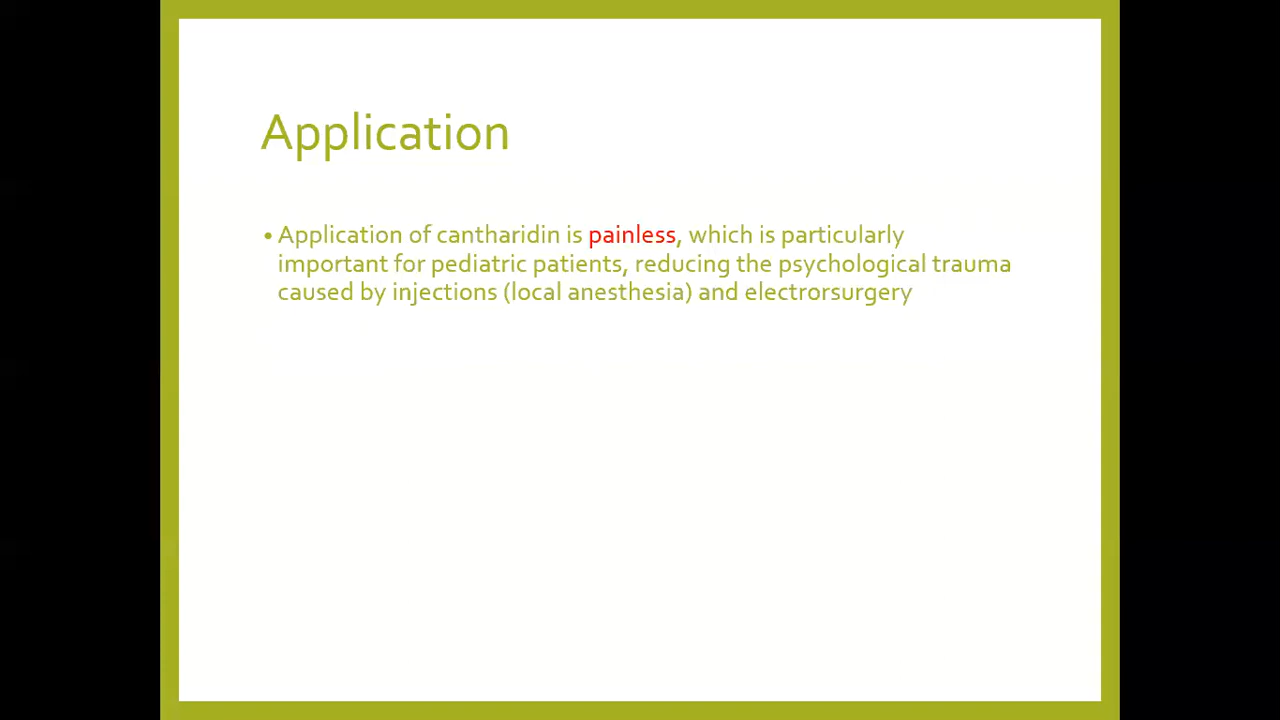 Application
• Application of cantharidin is painless, which is particularly
important for pediatric patients, reducing the psychological trauma
caused by injections (local anesthesia) and electrorsurgery